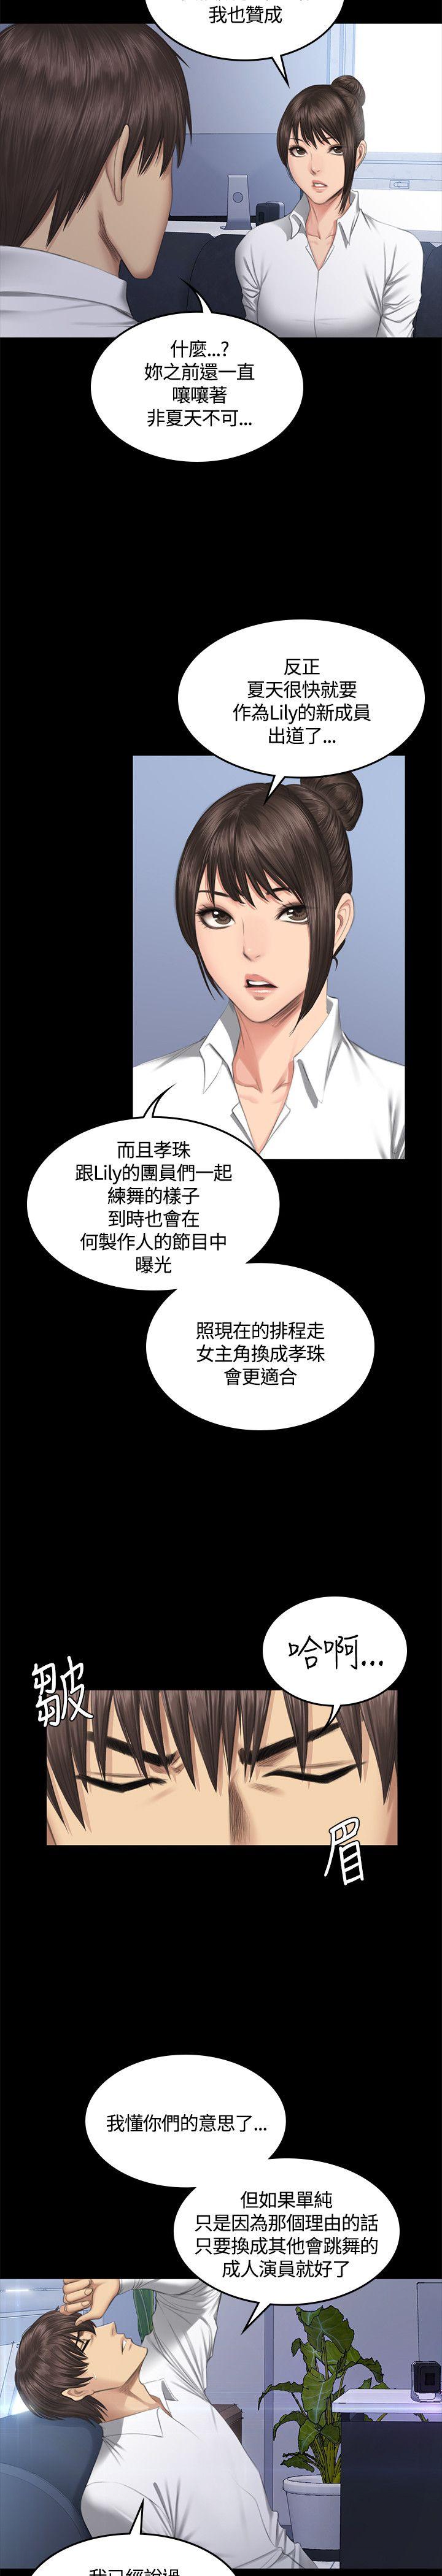 我也贊成
什麼...?
妳之前還一直
嚷嚷著
非夏天不可...
反正
夏天很快就要
作為Lily的新成員
出道了...
而且孝珠
跟Lily的團員們一起
練舞的樣子
到時也會在
何製作人的節目中
曝光
照現在的排程走
女主角換成孝珠
會更適合
哈啊...
皺
眉
我懂你們的意思了...
但如果單純
只是因為那個理由的話
只要換成其他會跳舞的
成人演員就好了
我已經說過